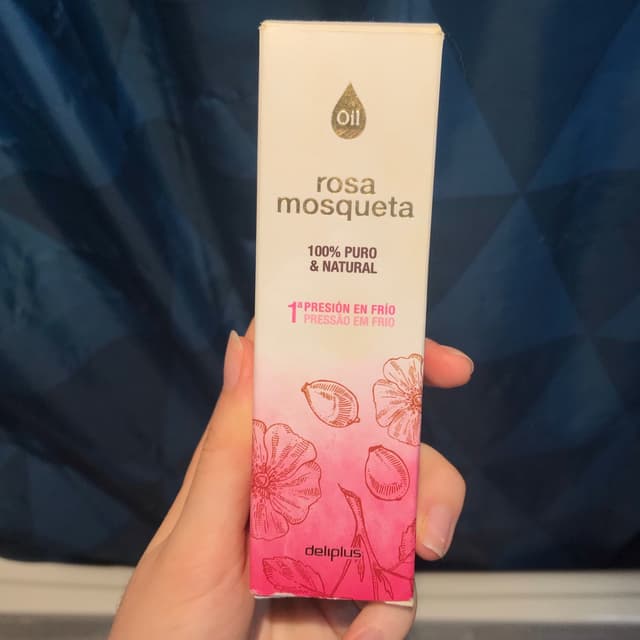 Oil
rosa
mosqueta
100% PURO
& NATURAL
1ª PRESIÓN EN FRÍO
PRESSÃO EM FRIO
deliplus